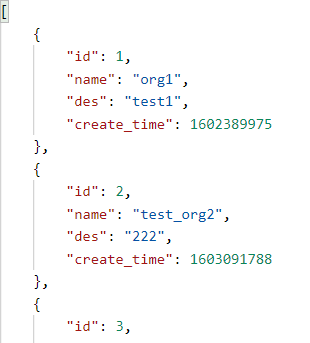 [
    {
        "id": 1,
        "name": "org1",
        "des": "test1",
        "create_time": 1602389975
    },
    {
        "id": 2,
        "name": "test_org2",
        "des": "222",
        "create_time": 1603091788
    },
    {
        "id": 3,